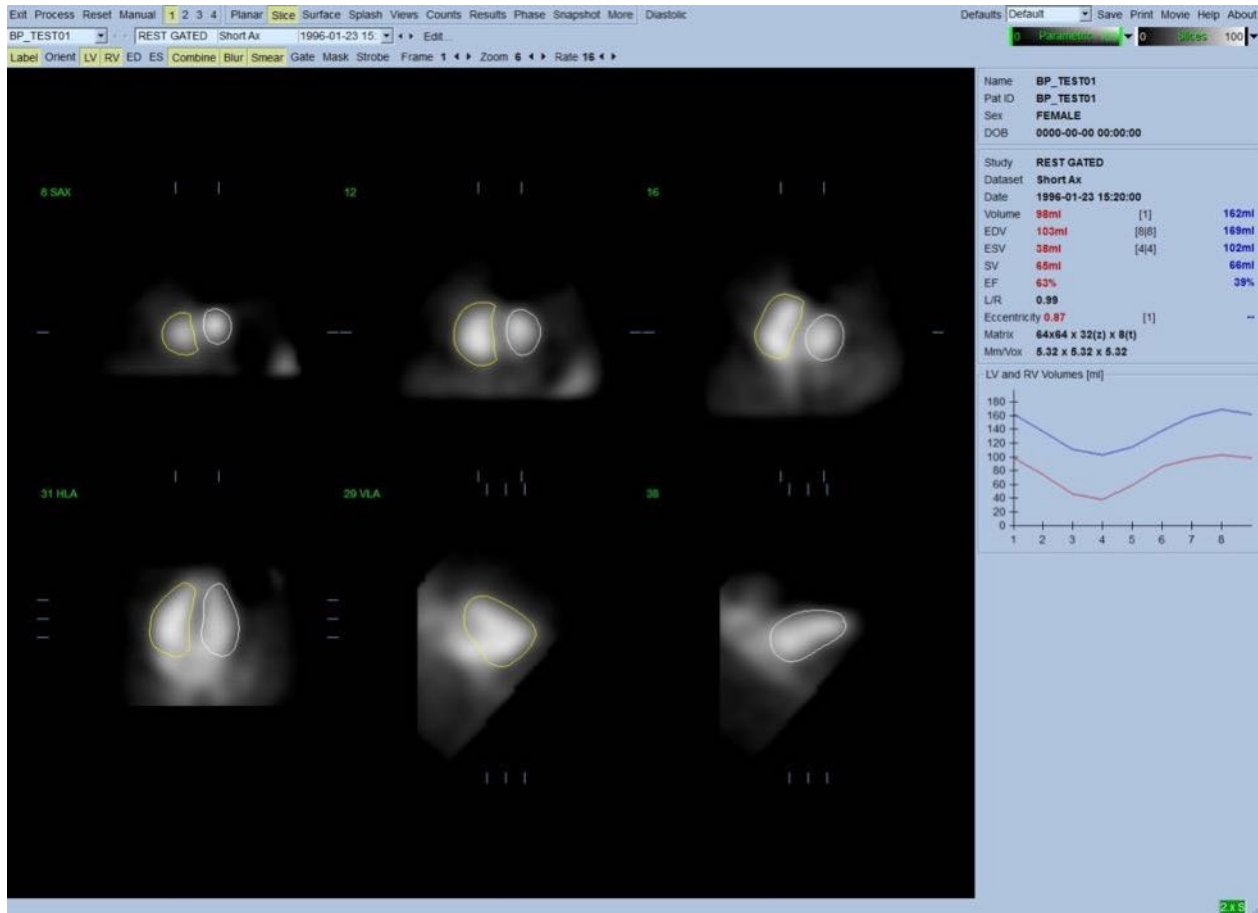 Exit Process Reset Manual 1 2 3 4 Planar Slice Surface Splash Views Counts Results Phase Snapshot More Diastolic Defaults Default Save Print Movie Help About
BP_TEST01 REST GATED Short Ax 1996-01-23 15: Edit... 0 Parametric 0 Slices 100
Label Orient LV RV ED ES Combine Blur Smear Gate Mask Strobe Frame 1 Zoom 6 Rate 16
Name BP_TEST01
Pat ID BP_TEST01
Sex FEMALE
DOB 0000-00-00 00:00:00
Study REST GATED
Dataset Short Ax
Date 1996-01-23 15:20:00
Volume 98ml [1] 162ml
EDV 103ml [8|8] 169ml
ESV 38ml [4|4] 102ml
SV 65ml 66ml
EF 63% 39%
L/R 0.99
Eccentricity 0.87 [1] --
Matrix 64x64 x 32(z) x 8(t)
Mm/Vox 5.32 x 5.32 x 5.32
LV and RV Volumes [ml]
180
160
140
120
100
80
60
40
20
0
1 2 3 4 5 6 7 8
8 SAX 12 16
31 HLA 29 VLA 38
2 x S